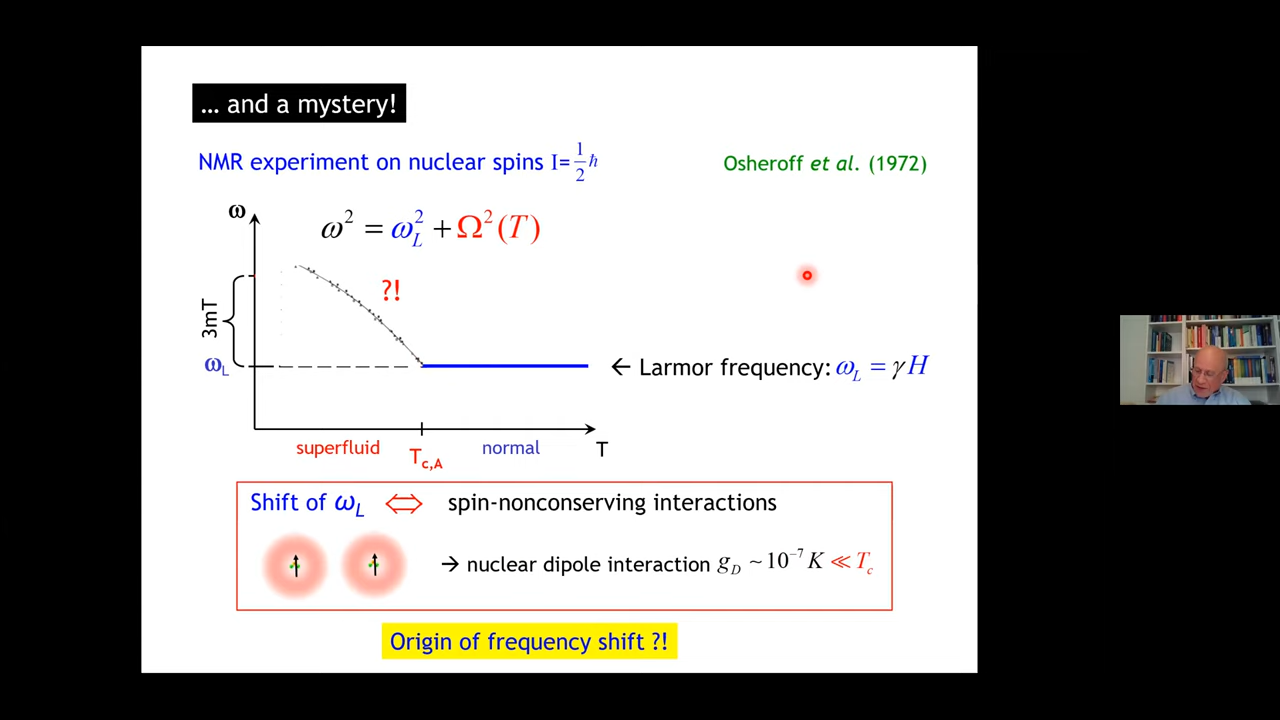 ... and a mystery!
NMR experiment on nuclear spins I=½ℏ
Osheroff et al. (1972)
ω
ω² = ω_L² + Ω²(T)
?!
3mT
ω_L
← Larmor frequency: ω_L = γH
superfluid
T_c,A
normal
T
Shift of ω_L ⇔ spin-nonconserving interactions
→ nuclear dipole interaction g_D ~ 10⁻⁷ K ≪ T_c
Origin of frequency shift ?!